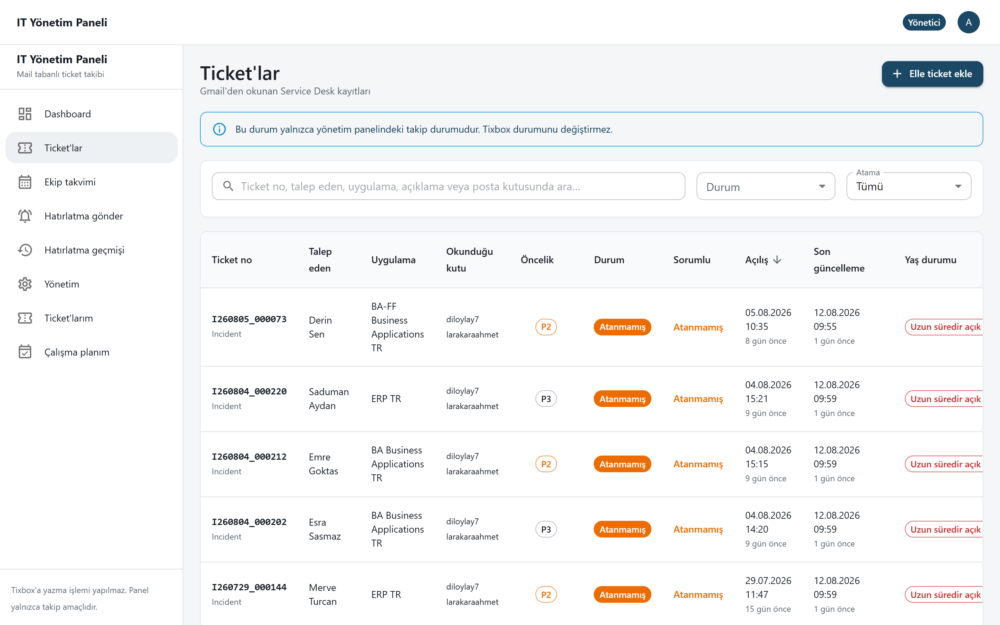 IT Yönetim Paneli
Yönetici
A
IT Yönetim Paneli
Mail tabanlı ticket takibi
Dashboard
Ticket'lar
Ekip takvimi
Hatırlatma gönder
Hatırlatma geçmişi
Yönetim
Ticket'larım
Çalışma planım
Tixbox'a yazma işlemi yapılmaz. Panel
yalnızca takip amaçlıdır.
Ticket'lar
Gmail'den okunan Service Desk kayıtları
+ Elle ticket ekle
Bu durum yalnızca yönetim panelindeki takip durumudur. Tixbox durumunu değiştirmez.
Ticket no, talep eden, uygulama, açıklama veya posta kutusunda ara...
Durum
Atama
Tümü
Ticket no
Talep
eden
Uygulama
Okunduğu
kutu
Öncelik
Durum
Sorumlu
Açılış
Son
güncelleme
Yaş durumu
I260805_000073
Incident
Derin
Sen
BA-FF
Business
Applications
TR
diloylay7
larakaraahmet
P2
Atanmamış
Atanmamış
05.08.2026
10:35
8 gün önce
12.08.2026
09:55
1 gün önce
Uzun süredir açık
I260804_000220
Incident
Saduman
Aydan
ERP TR
diloylay7
larakaraahmet
P3
Atanmamış
Atanmamış
04.08.2026
15:21
9 gün önce
12.08.2026
09:59
1 gün önce
Uzun süredir açık
I260804_000212
Incident
Emre
Goktas
BA Business
Applications
TR
diloylay7
larakaraahmet
P2
Atanmamış
Atanmamış
04.08.2026
15:15
9 gün önce
12.08.2026
09:59
1 gün önce
Uzun süredir açık
I260804_000202
Incident
Esra
Sasmaz
BA Business
Applications
TR
diloylay7
larakaraahmet
P3
Atanmamış
Atanmamış
04.08.2026
14:20
9 gün önce
12.08.2026
09:59
1 gün önce
Uzun süredir açık
I260729_000144
Incident
Merve
Turcan
ERP TR
diloylay7
larakaraahmet
P2
Atanmamış
Atanmamış
29.07.2026
11:47
15 gün önce
12.08.2026
09:59
1 gün önce
Uzun süredir açık